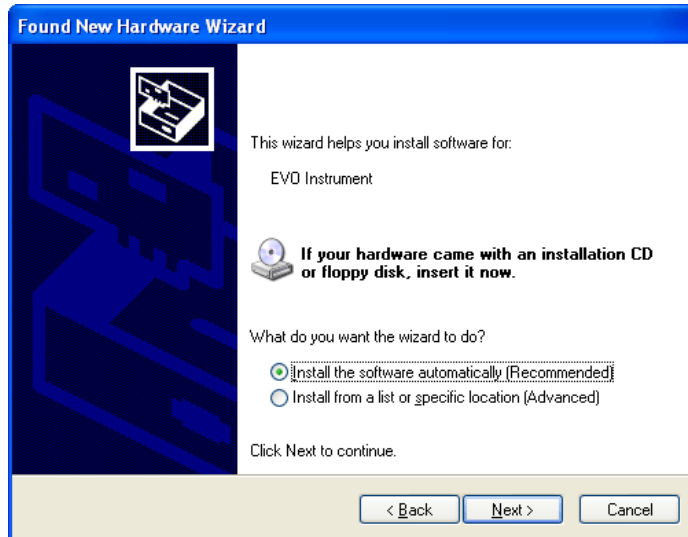 Found New Hardware Wizard
This wizard helps you install software for:
EVO Instrument
If your hardware came with an installation CD
or floppy disk, insert it now.
What do you want the wizard to do?
Install the software automatically (Recommended)
Install from a list or specific location (Advanced)
Click Next to continue.
< Back Next > Cancel